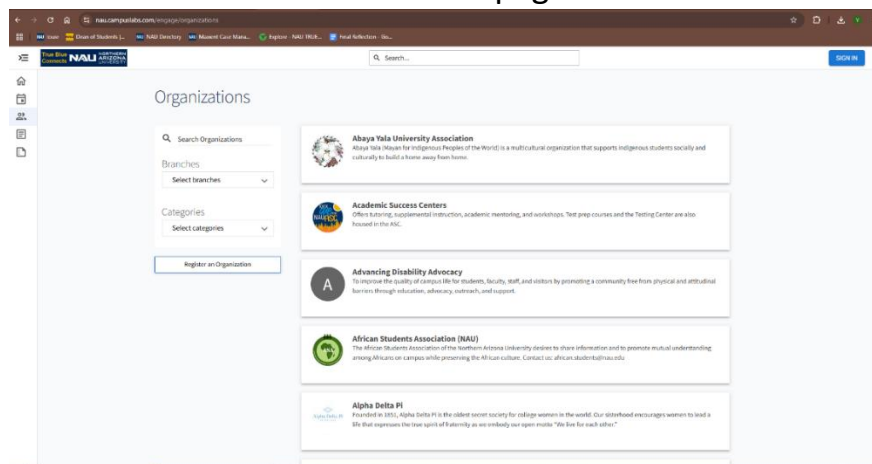 pag
nau.campuslabs.com/engage/organizations
Dean of Students
NAU Directory
Maxient Case Mana...
Explore - NAU TRUE...
Final Reflection - Go...
True Blue
Connects
NAU
NORTHERN
ARIZONA
UNIVERSITY
Search...
SIGN IN
Organizations
Search Organizations
Branches
Select branches
Categories
Select categories
Register an Organization
Abaya Yala University Association
Abaya Yala (Mayan for Indigenous Peoples of the World) is a multicultural organization that supports indigenous students socially and
culturally to build a home away from home.
Academic Success Centers
Offers tutoring, supplemental instruction, academic mentoring, and workshops. Test prep courses and the Testing Center are also
housed in the ASC.
A
Advancing Disability Advocacy
To improve the quality of campus life for students, faculty, staff, and visitors by promoting a community free from physical and attitudinal
barriers through education, advocacy, outreach, and support.
African Students Association (NAU)
The African Students Association of the Northern Arizona University desires to share information and to promote mutual understanding
among Africans on campus while preserving the African culture. Contact us: african.students@nau.edu
Alpha Delta Pi
Alpha Delta Pi
Founded in 1851, Alpha Delta Pi is the oldest secret society for college women in the world. Our sisterhood encourages women to lead a
life that expresses the true spirit of fraternity as we embody our open motto "We live for each other."